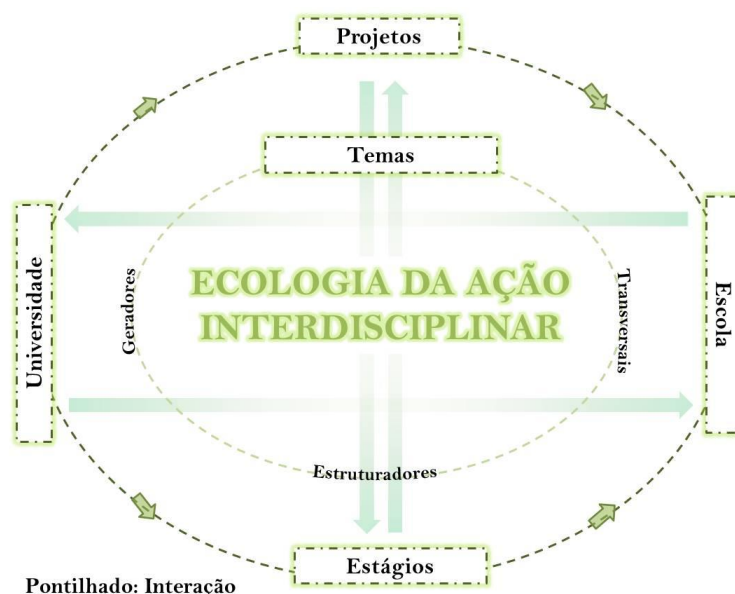 Projetos
Temas
Universidade
Geradores
ECOLOGIA DA AÇÃO
INTERDISCIPLINAR
Transversais
Escola
Estruturadores
Estágios
Pontilhado: Interação